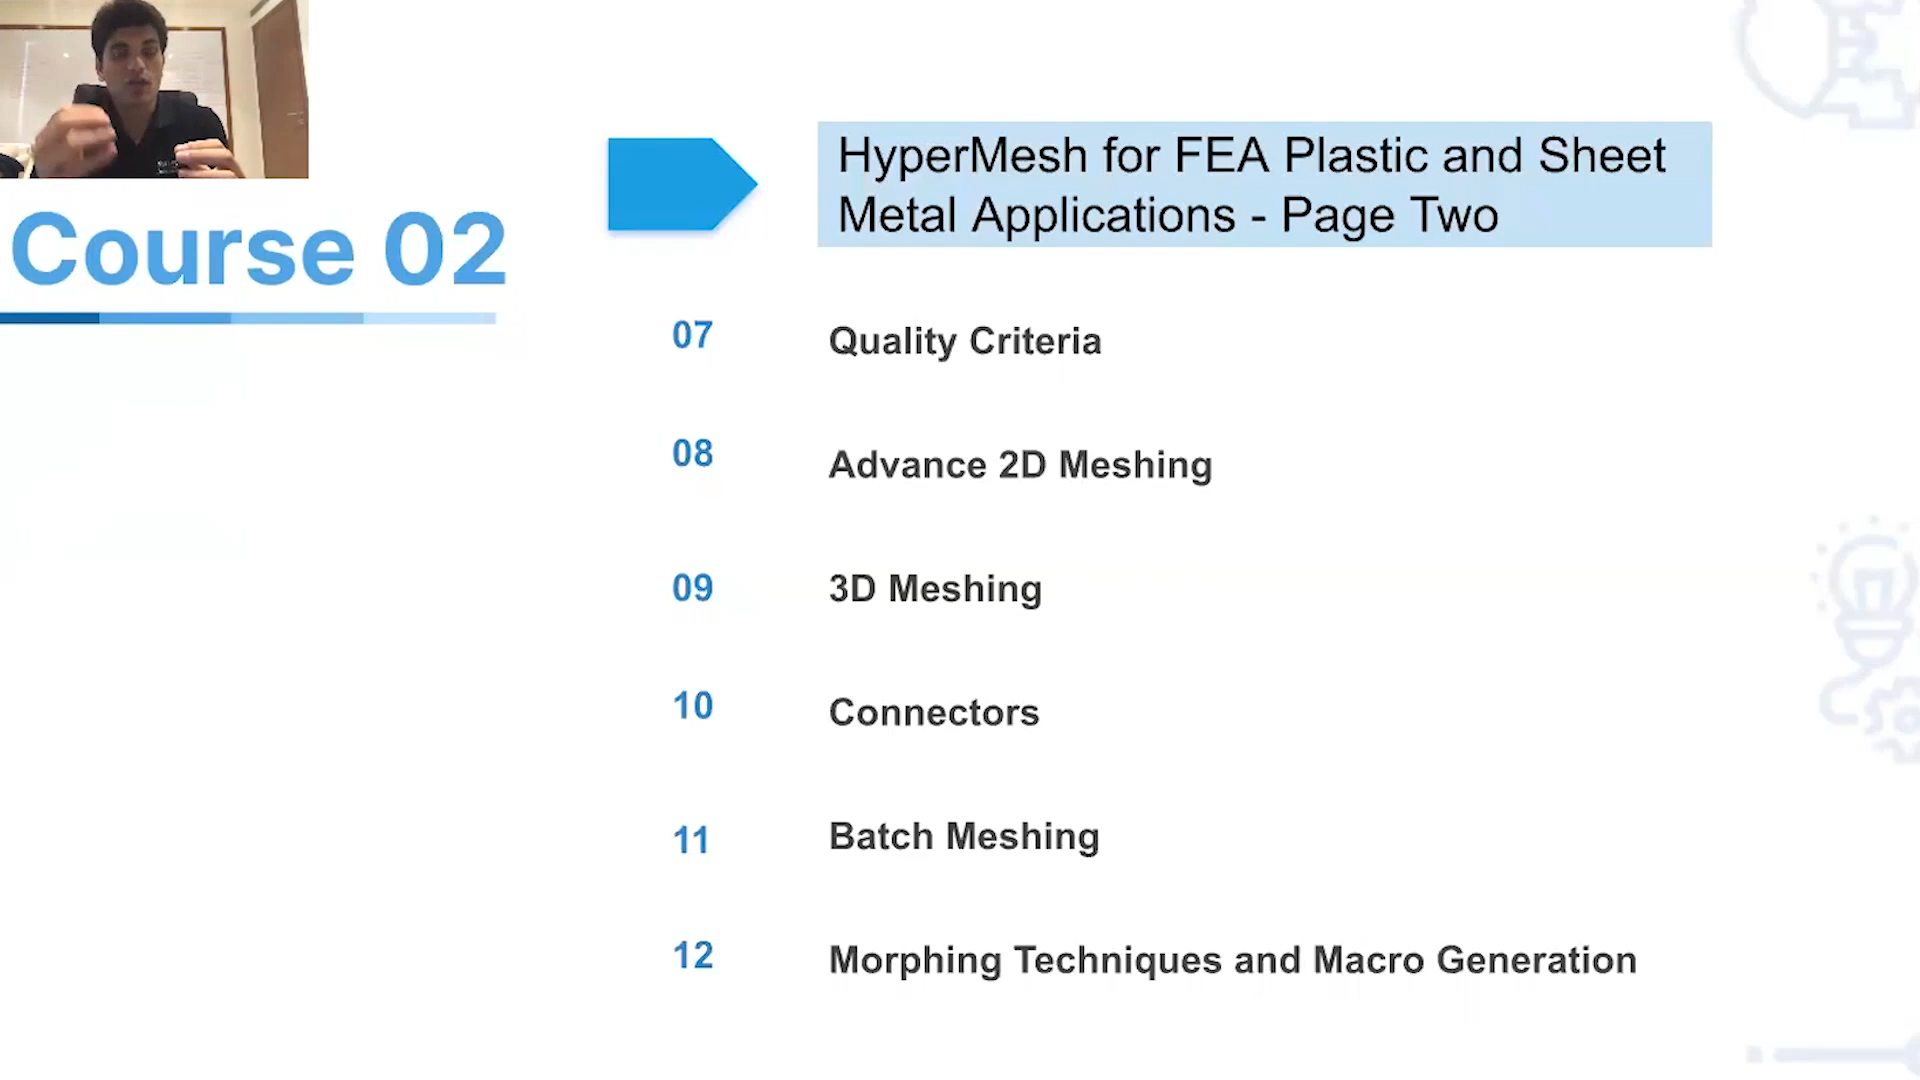 Course 02
HyperMesh for FEA Plastic and Sheet
Metal Applications - Page Two
07
Quality Criteria
08
Advance 2D Meshing
09
3D Meshing
10
Connectors
11
Batch Meshing
12
Morphing Techniques and Macro Generation